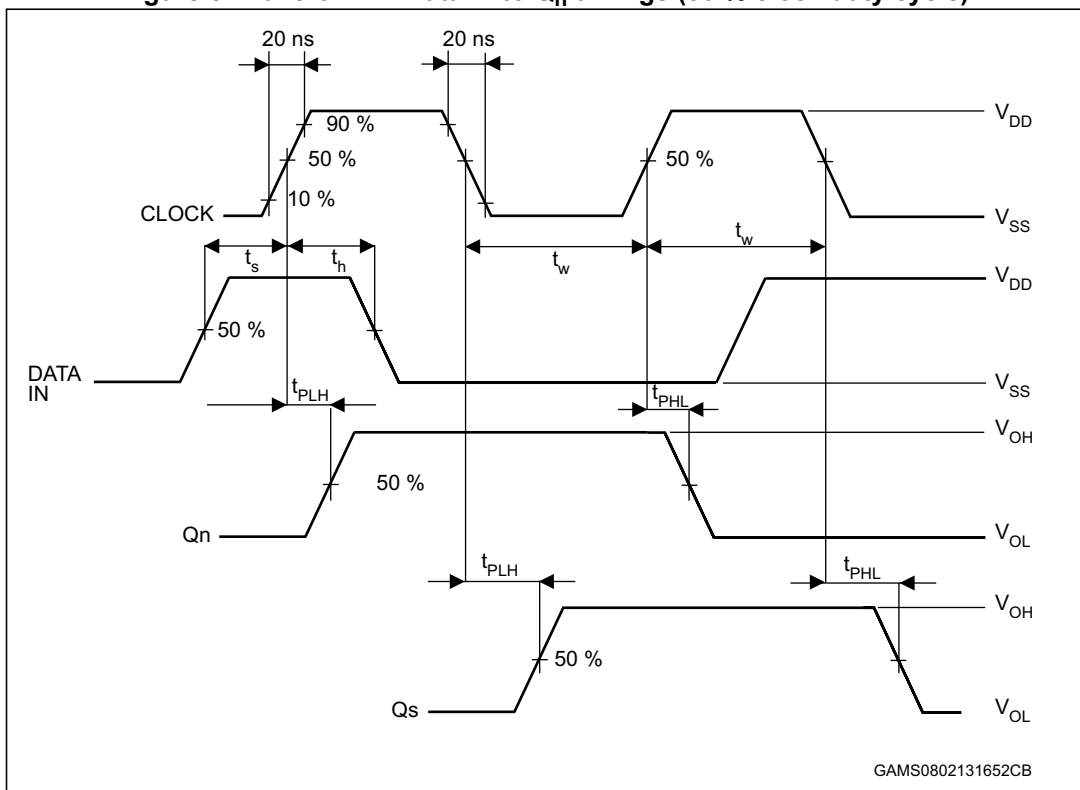 20 ns
20 ns
90 %
50 %
10 %
50 %
V_DD
CLOCK
V_SS
t_s
t_h
t_w
t_w
V_DD
50 %
DATA
IN
V_SS
t_PLH
t_PHL
V_OH
50 %
Qn
V_OL
t_PLH
t_PHL
V_OH
50 %
Qs
V_OL
GAMS0802131652CB